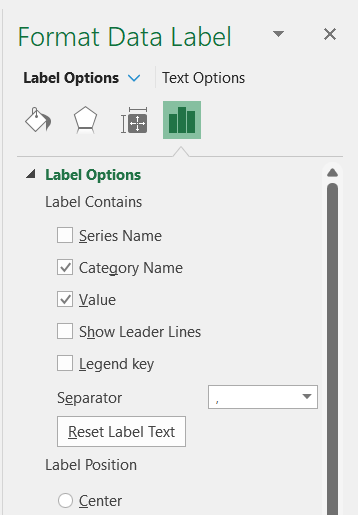 Format Data Label
Label Options Text Options
Label Options
Label Contains
Series Name
Category Name
Value
Show Leader Lines
Legend key
Separator ,
Reset Label Text
Label Position
Center